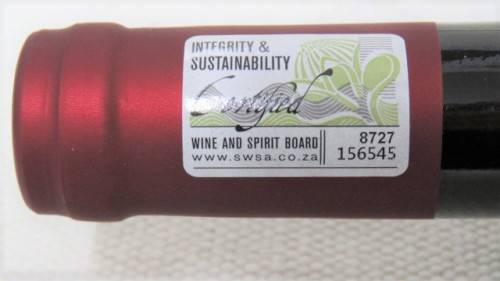 INTEGRITY &
SUSTAINABILITY
Certified
WINE AND SPIRIT BOARD
www.swsa.co.za
8727
156545